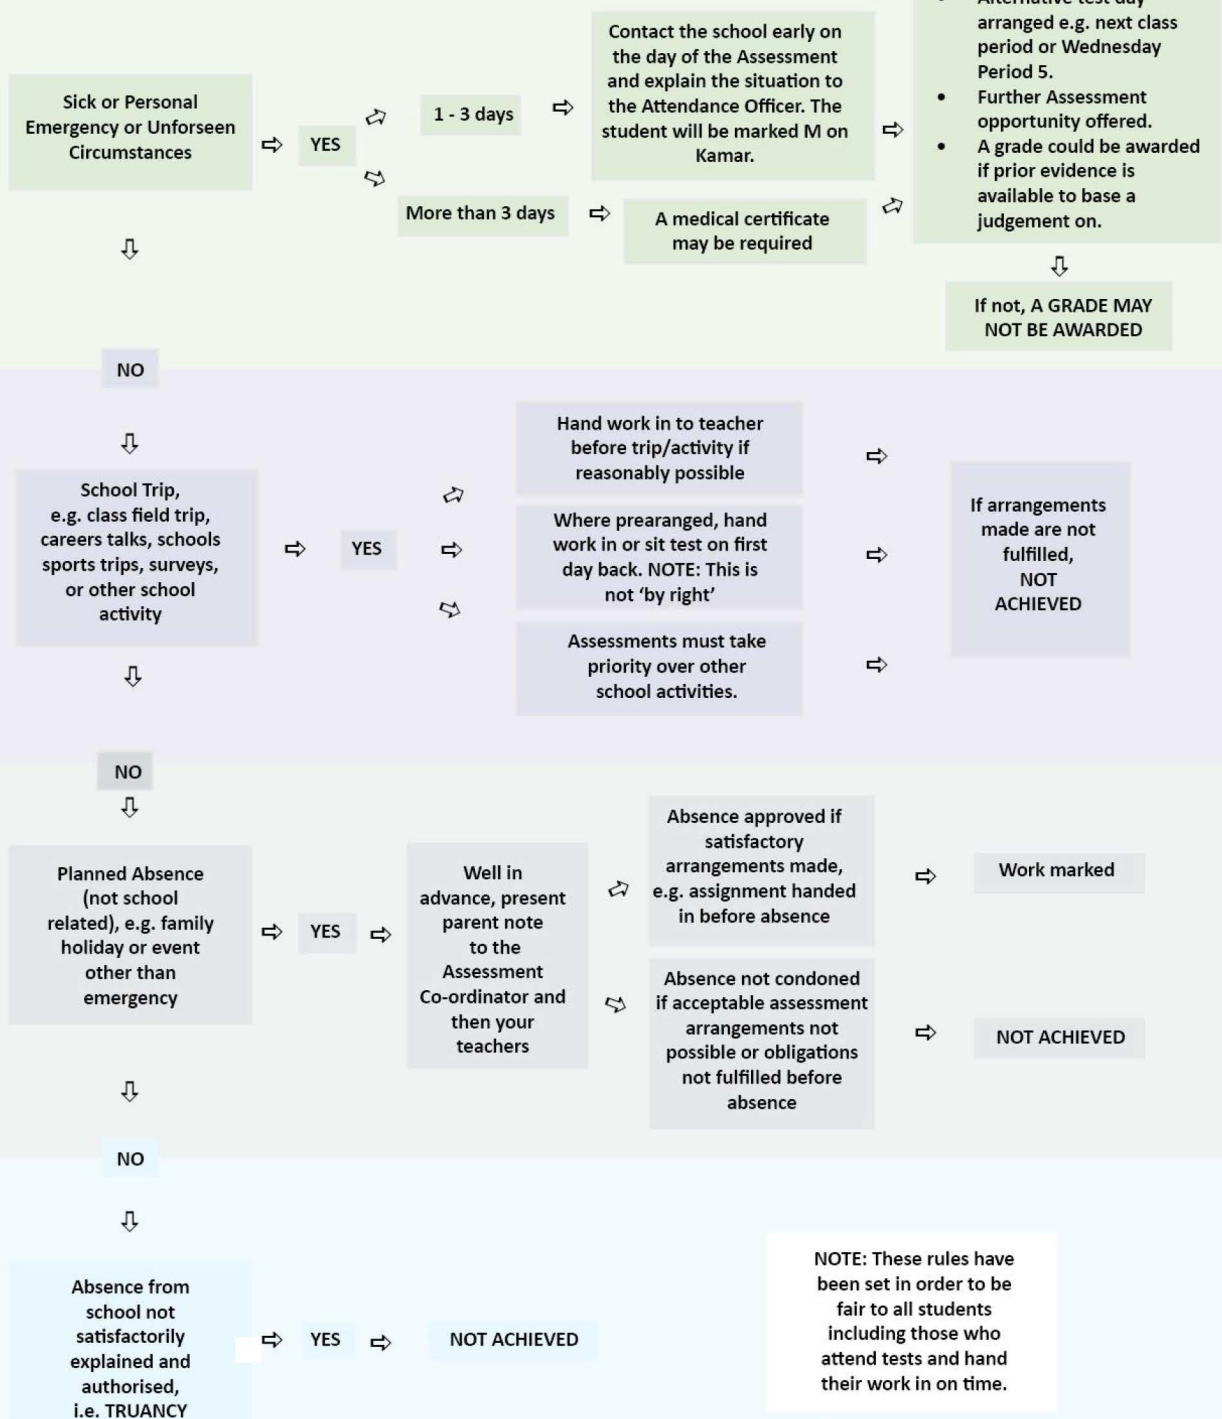 Alternative test day
arranged e.g. next class
period or Wednesday
Period 5.
• Further Assessment
opportunity offered.
• A grade could be awarded
if prior evidence is
available to base a
judgement on.
Contact the school early on
the day of the Assessment
and explain the situation to
the Attendance Officer. The
student will be marked M on
Kamar.
Sick or Personal
Emergency or Unforseen
Circumstances
YES
1 - 3 days
More than 3 days
A medical certificate
may be required
If not, A GRADE MAY
NOT BE AWARDED
NO
School Trip,
e.g. class field trip,
careers talks, schools
sports trips, surveys,
or other school
activity
YES
Hand work in to teacher
before trip/activity if
reasonably possible
Where prearranged, hand
work in or sit test on first
day back. NOTE: This is
not ‘by right’
Assessments must take
priority over other
school activities.
If arrangements
made are not
fulfilled,
NOT
ACHIEVED
NO
Planned Absence
(not school
related), e.g. family
holiday or event
other than
emergency
YES
Well in
advance, present
parent note
to the
Assessment
Co-ordinator and
then your
teachers
Absence approved if
satisfactory
arrangements made,
e.g. assignment handed
in before absence
Work marked
Absence not condoned
if acceptable assessment
arrangements not
possible or obligations
not fulfilled before
absence
NOT ACHIEVED
NO
Absence from
school not
satisfactorily
explained and
authorised,
i.e. TRUANCY
YES
NOT ACHIEVED
NOTE: These rules have
been set in order to be
fair to all students
including those who
attend tests and hand
their work in on time.